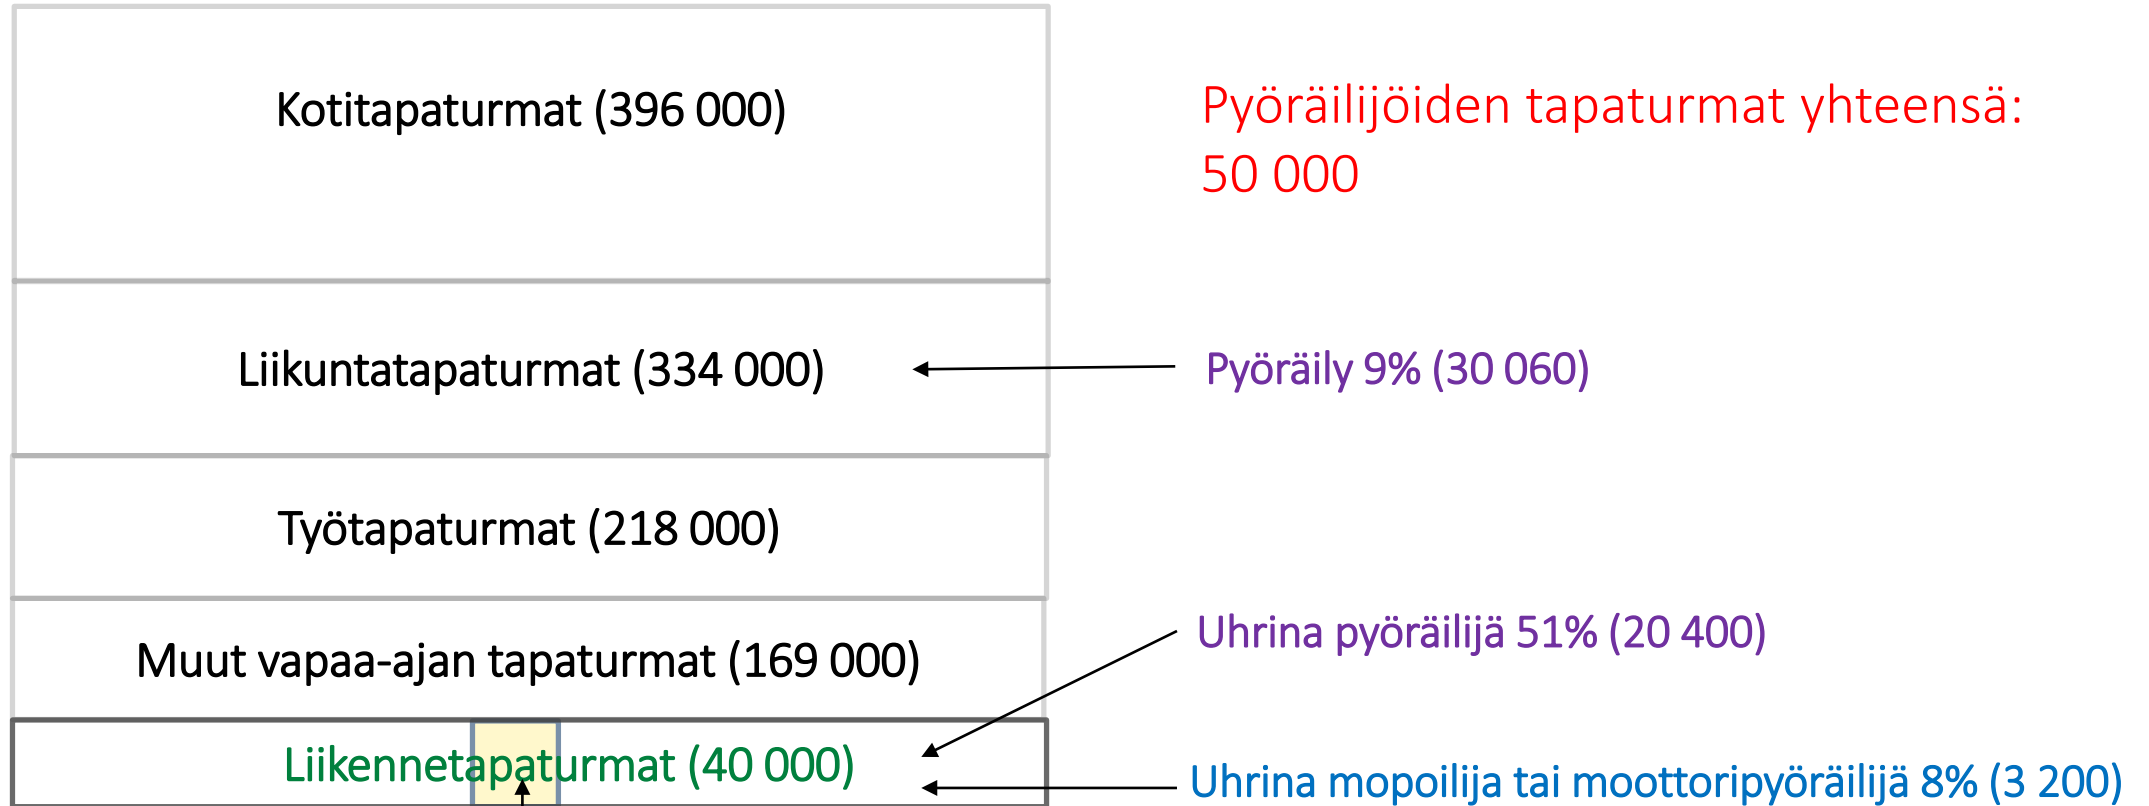 Kotitapaturmat (396 000)
Pyöräilijöiden tapaturmat yhteensä:
50 000
Liikuntatapaturmat (334 000)
Pyöräily 9% (30 060)
Työtapaturmat (218 000)
Muut vapaa-ajan tapaturmat (169 000)
Uhrina pyöräilijä 51% (20 400)
Liikennetapaturmat (40 000)
Uhrina mopoilija tai moottoripyöräilijä 8% (3 200)